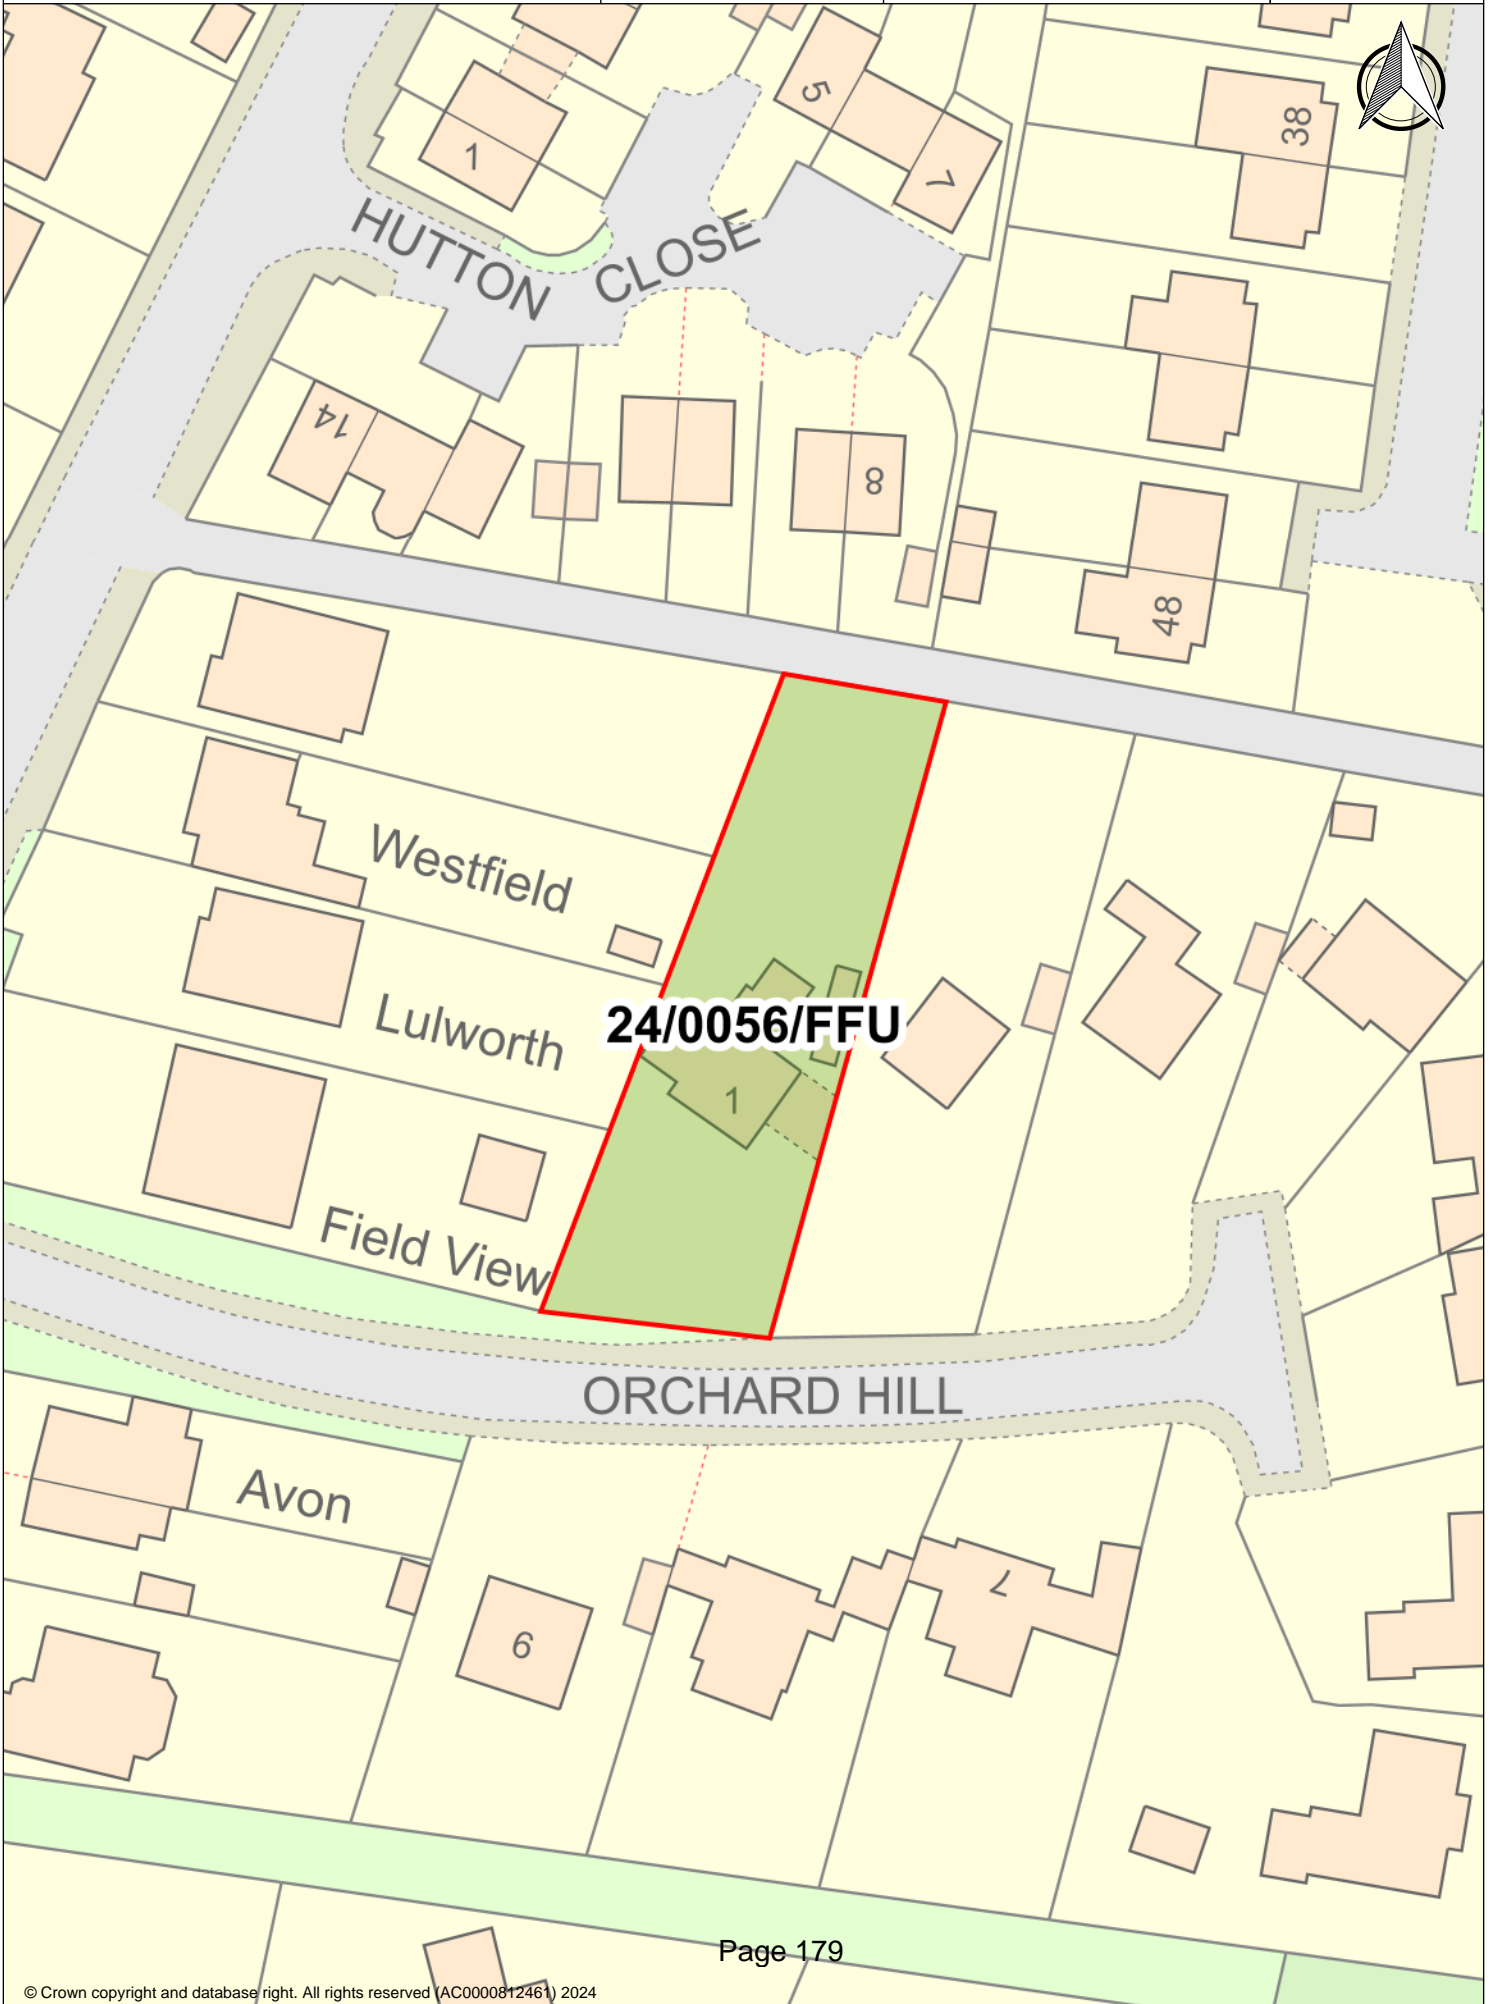 5
38
1
7
HUTTON CLOSE
14
8
48
Westfield
Lulworth
24/0056/FFU
1
Field View
ORCHARD HILL
Avon
7
6
Page 179
© Crown copyright and database right. All rights reserved (AC0000812461) 2024